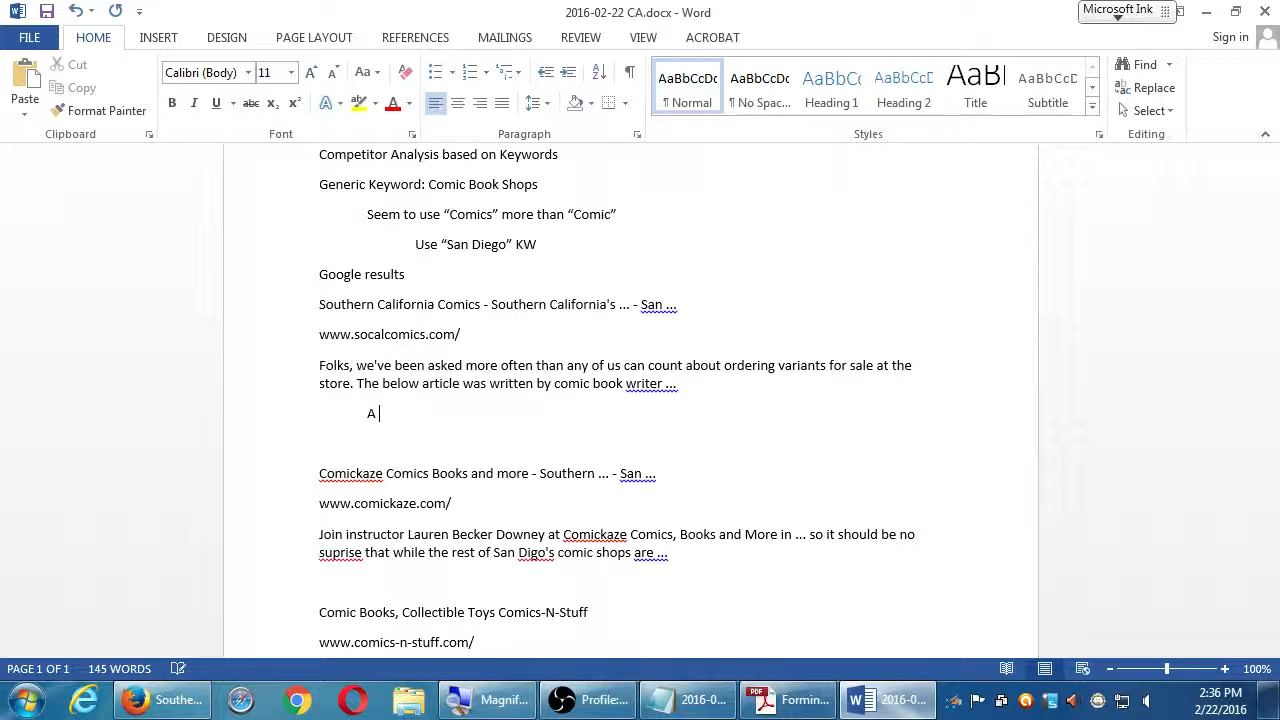 2016-02-22 CA.docx - Word
Microsoft Ink
FILE HOME INSERT DESIGN PAGE LAYOUT REFERENCES MAILINGS REVIEW VIEW ACROBAT
Sign in
Paste
Cut
Copy
Format Painter
Clipboard
Calibri (Body) 11
Aa
B I U abc x₂ x²
A
Font
Paragraph
AaBbCcDc AaBbCcDc AaBbCc AaBbCcD AaB AaBbCcD
¶ Normal ¶ No Spac... Heading 1 Heading 2 Title Subtitle
Styles
Find
Replace
Select
Editing
Competitor Analysis based on Keywords
Generic Keyword: Comic Book Shops
Seem to use “Comics” more than “Comic”
Use “San Diego” KW
Google results
Southern California Comics - Southern California's ... - San ...
www.socalcomics.com/
Folks, we've been asked more often than any of us can count about ordering variants for sale at the
store. The below article was written by comic book writer ...
A
Comickaze Comics Books and more - Southern ... - San ...
www.comickaze.com/
Join instructor Lauren Becker Downey at Comickaze Comics, Books and More in ... so it should be no
suprise that while the rest of San Digo's comic shops are ...
Comic Books, Collectible Toys Comics-N-Stuff
www.comics-n-stuff.com/
PAGE 1 OF 1 145 WORDS
100%
Southe... Magnif... Profile:... 2016-0... Formin... 2016-0...
2:36 PM
2/22/2016